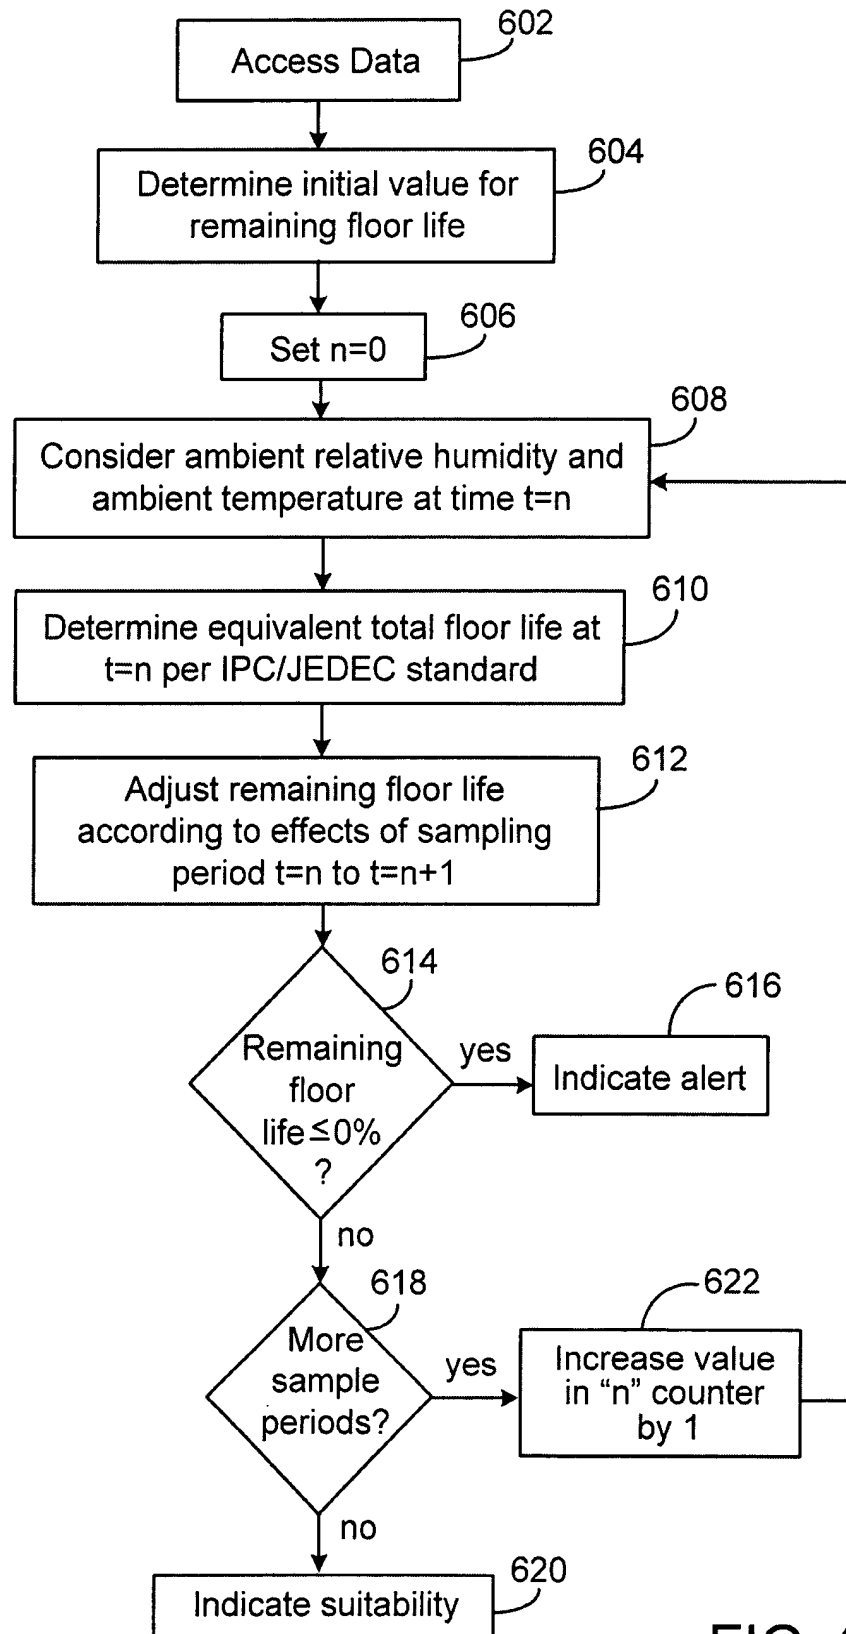 602
Access Data
604
Determine initial value for
remaining floor life
606
Set n=0
608
Consider ambient relative humidity and
ambient temperature at time t=n
610
Determine equivalent total floor life at
t=n per IPC/JEDEC standard
612
Adjust remaining floor life
according to effects of sampling
period t=n to t=n+1
614
Remaining
floor
life≤0%
?
yes
616
Indicate alert
no
618
More
sample
periods?
yes
622
Increase value
in “n” counter
by 1
no
620
Indicate suitability
FIG.